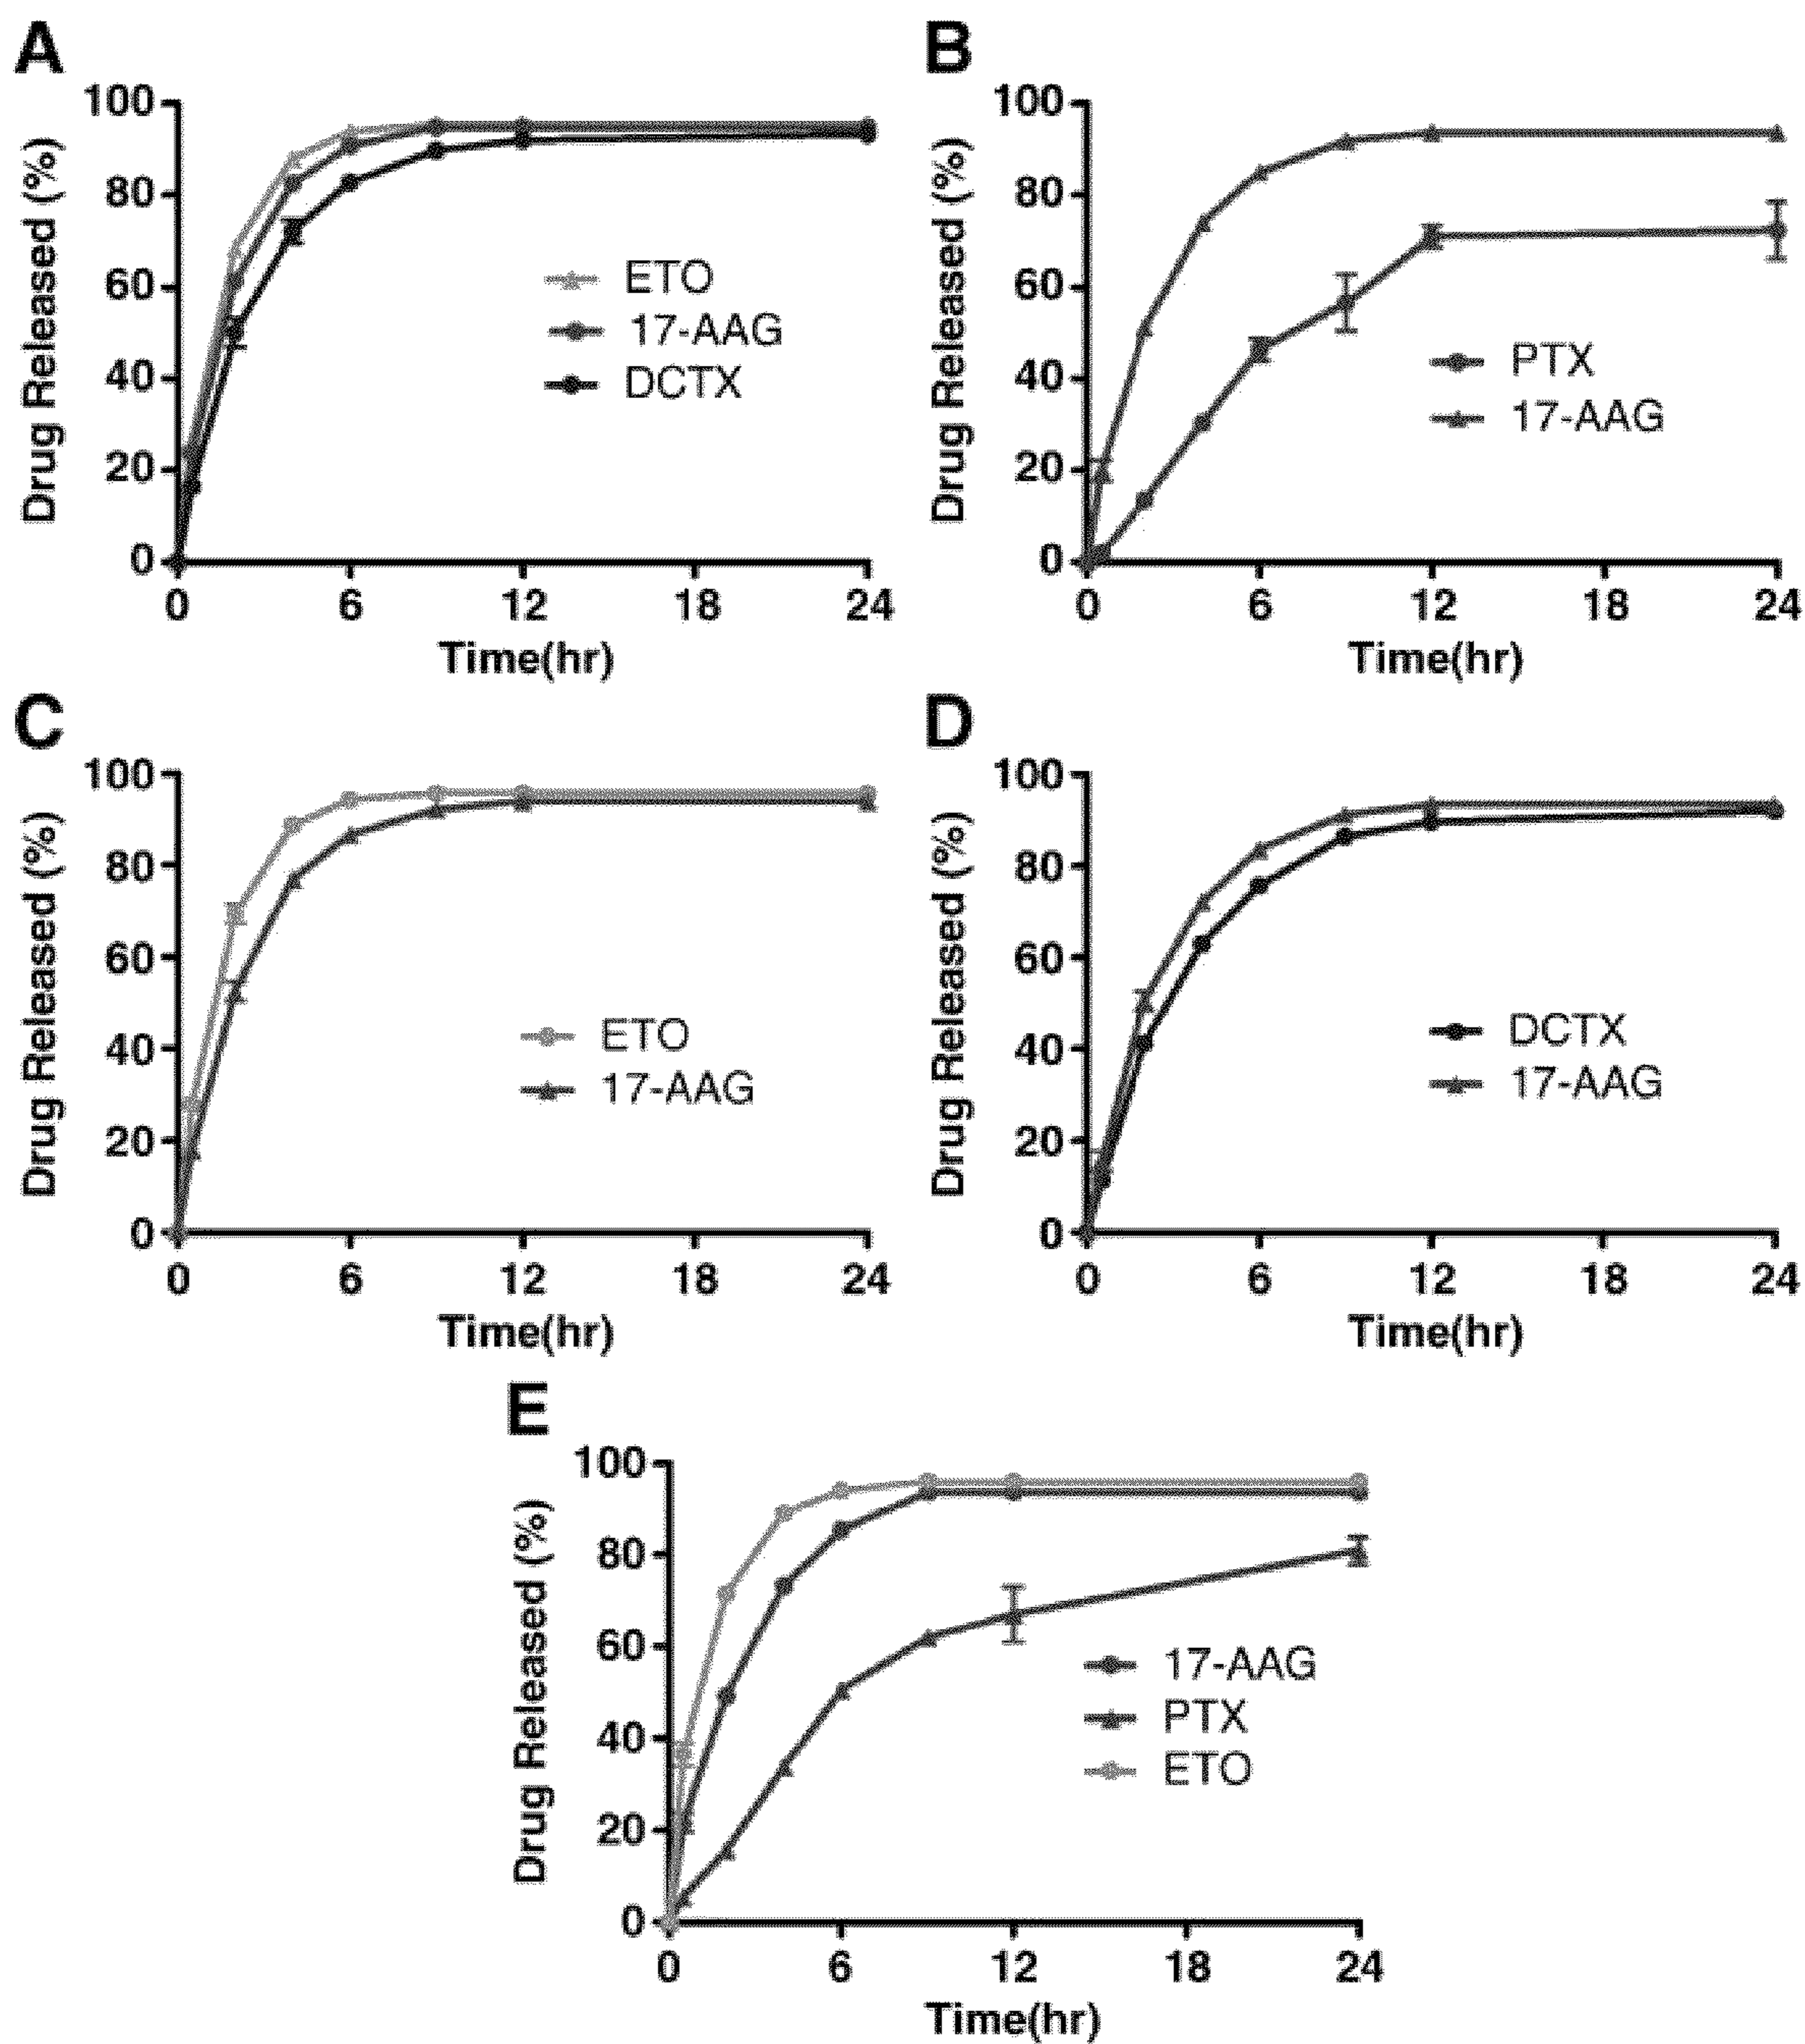 A
Drug Released (%)
100
80
60
40
20
0
0 6 12 18 24
Time(hr)
ETO
17-AAG
DCTX
B
Drug Released (%)
100
80
60
40
20
0
0 6 12 18 24
Time(hr)
PTX
17-AAG
C
Drug Released (%)
100
80
60
40
20
0
0 6 12 18 24
Time(hr)
ETO
17-AAG
D
Drug Released (%)
100
80
60
40
20
0
0 6 12 18 24
Time(hr)
DCTX
17-AAG
E
Drug Released (%)
100
80
60
40
20
0
0 6 12 18 24
Time(hr)
17-AAG
PTX
ETO